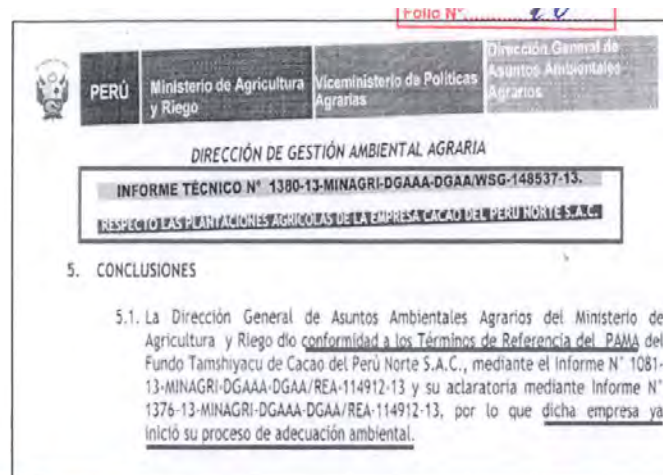 Folio N°
PERÚ
Ministerio de Agricultura
y Riego
Viceministerio de Políticas
Agrarias
Dirección General de
Asuntos Ambientales
Agrarios
DIRECCIÓN DE GESTIÓN AMBIENTAL AGRARIA
INFORME TÉCNICO N° 1380-13-MINAGRI-DGAAA-DGAA/WSG-148537-13.
RESPECTO LAS PLANTACIONES AGRICOLAS DE LA EMPRESA CACAO DEL PERU NORTE S.A.C.
5. CONCLUSIONES
5.1. La Dirección General de Asuntos Ambientales Agrarios del Ministerio de
Agricultura y Riego dio conformidad a los Términos de Referencia del PAMA del
Fundo Tamshiyacu de Cacao del Perú Norte S.A.C., mediante el Informe N° 1081-
13-MINAGRI-DGAAA-DGAA/REA-114912-13 y su aclaratoria mediante Informe N°
1376-13-MINAGRI-DGAAA-DGAA/REA-114912-13, por lo que dicha empresa ya
inició su proceso de adecuación ambiental.